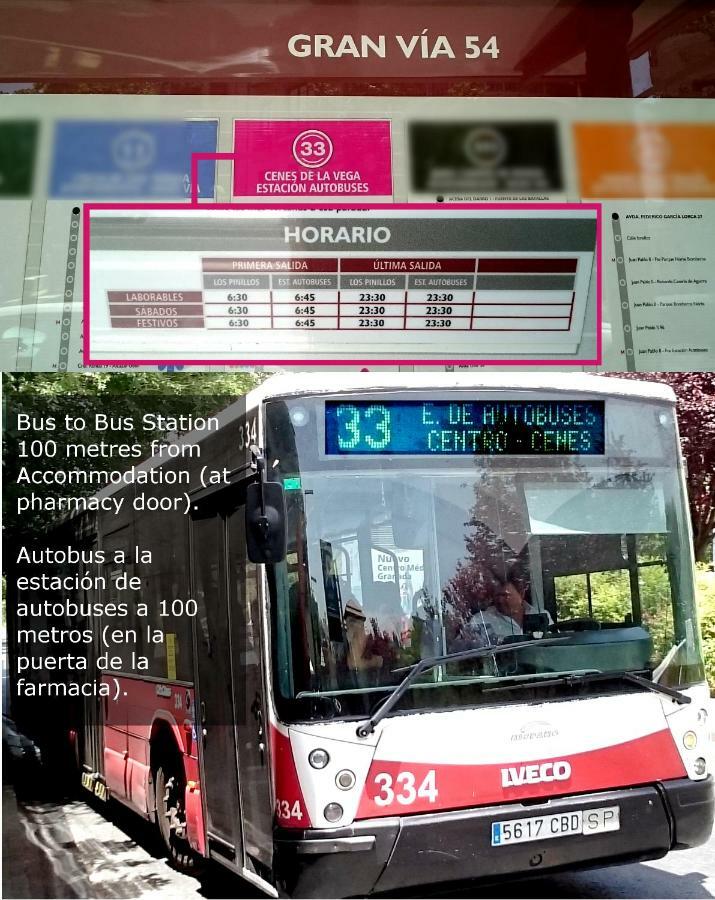 GRAN VÍA 54
33
CENES DE LA VEGA
ESTACIÓN AUTOBUSES
AVDA. FEDERICO GARCÍA LORCA 27
HORARIO
PRIMERA SALIDA ÚLTIMA SALIDA
LOS PINILLOS EST. AUTOBUSES LOS PINILLOS EST. AUTOBUSES
LABORABLES 6:30 6:45 23:30 23:30
SABADOS 6:30 6:45 23:30 23:30
FESTIVOS 6:30 6:45 23:30 23:30
Bus to Bus Station
100 metres from
Accommodation (at
pharmacy door).
Autobus a la
estación de
autobuses a 100
metros (en la
puerta de la
farmacia).
334
33 E. DE AUTOBUSES
CENTRO - CENES
Nuevo
Centro Méd
Granada
334
HISPANO
IVECO
334
334
5617 CBD SP